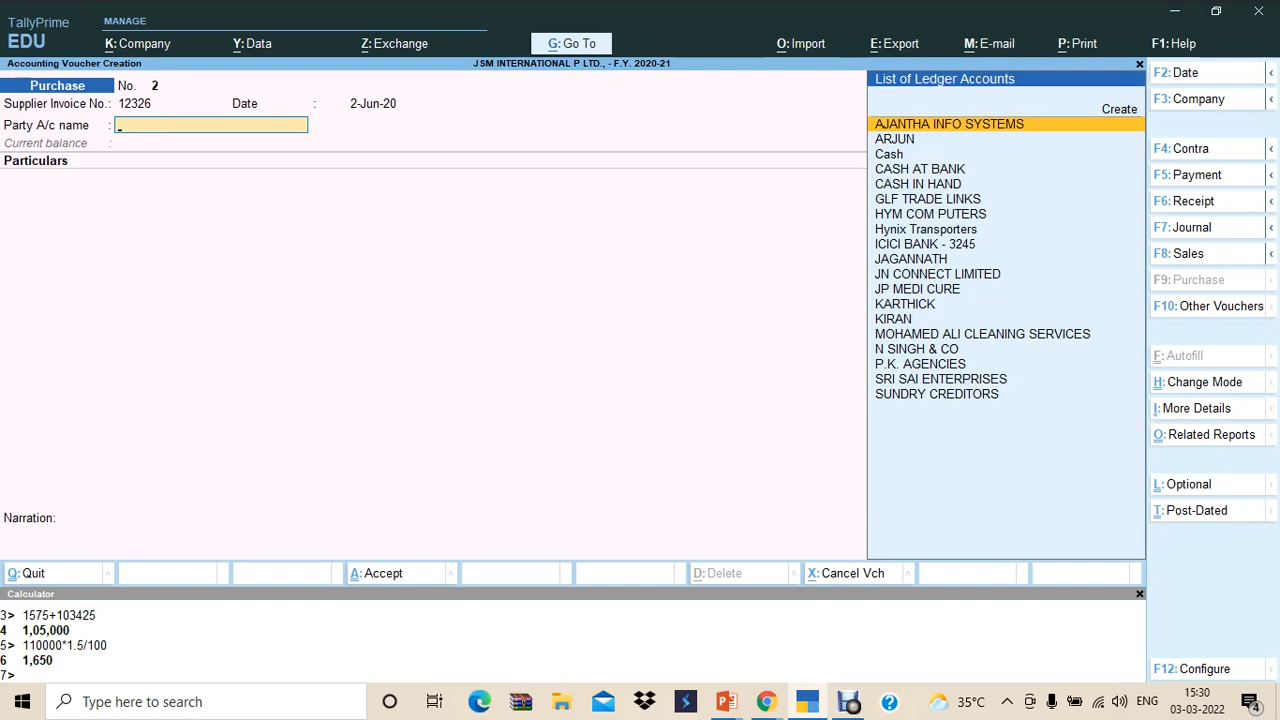 TallyPrime
EDU
MANAGE
K: Company
Y: Data
Z: Exchange
G: Go To
O: Import
E: Export
M: E-mail
P: Print
F1: Help
Accounting Voucher Creation
JSM INTERNATIONAL P LTD., - F.Y. 2020-21
Purchase No. 2
Supplier Invoice No.: 12326 Date : 2-Jun-20
Party A/c name :
Current balance :
Particulars
Narration:
List of Ledger Accounts
Create
AJANTHA INFO SYSTEMS
ARJUN
Cash
CASH AT BANK
CASH IN HAND
GLF TRADE LINKS
HYM COM PUTERS
Hynix Transporters
ICICI BANK - 3245
JAGANNATH
JN CONNECT LIMITED
JP MEDI CURE
KARTHICK
KIRAN
MOHAMED ALI CLEANING SERVICES
N SINGH & CO
P.K. AGENCIES
SRI SAI ENTERPRISES
SUNDRY CREDITORS
F2: Date
F3: Company
F4: Contra
F5: Payment
F6: Receipt
F7: Journal
F8: Sales
F9: Purchase
F10: Other Vouchers
F: Autofill
H: Change Mode
I: More Details
O: Related Reports
L: Optional
T: Post-Dated
F12: Configure
Q: Quit
A: Accept
D: Delete
X: Cancel Vch
Calculator
3> 1575+103425
4 1,05,000
5> 110000*1.5/100
6 1,650
7>
Type here to search
35°C
ENG
15:30
03-03-2022
4